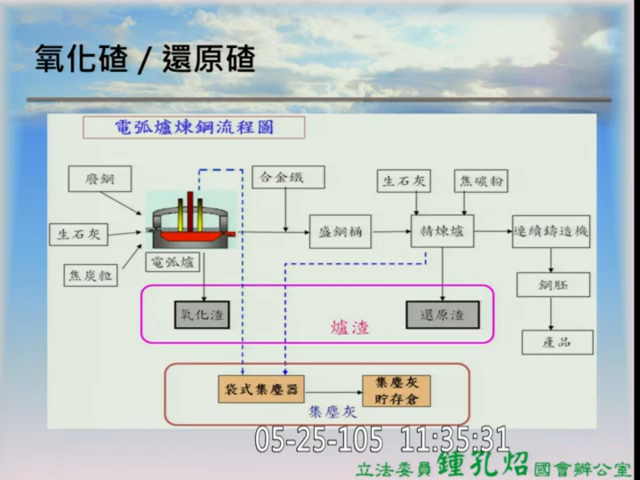 氧化碴 / 還原碴
電弧爐煉鋼流程圖
廢鋼
合金鐵
生石灰
焦碳粉
生石灰
盛鋼桶
精煉爐
連續鑄造機
電弧爐
焦炭粒
鋼胚
氧化渣
還原渣
爐渣
產品
袋式集塵器
集塵灰
貯存倉
集塵灰
05-25-105 11:35:31
立法委員鍾孔炤國會辦公室